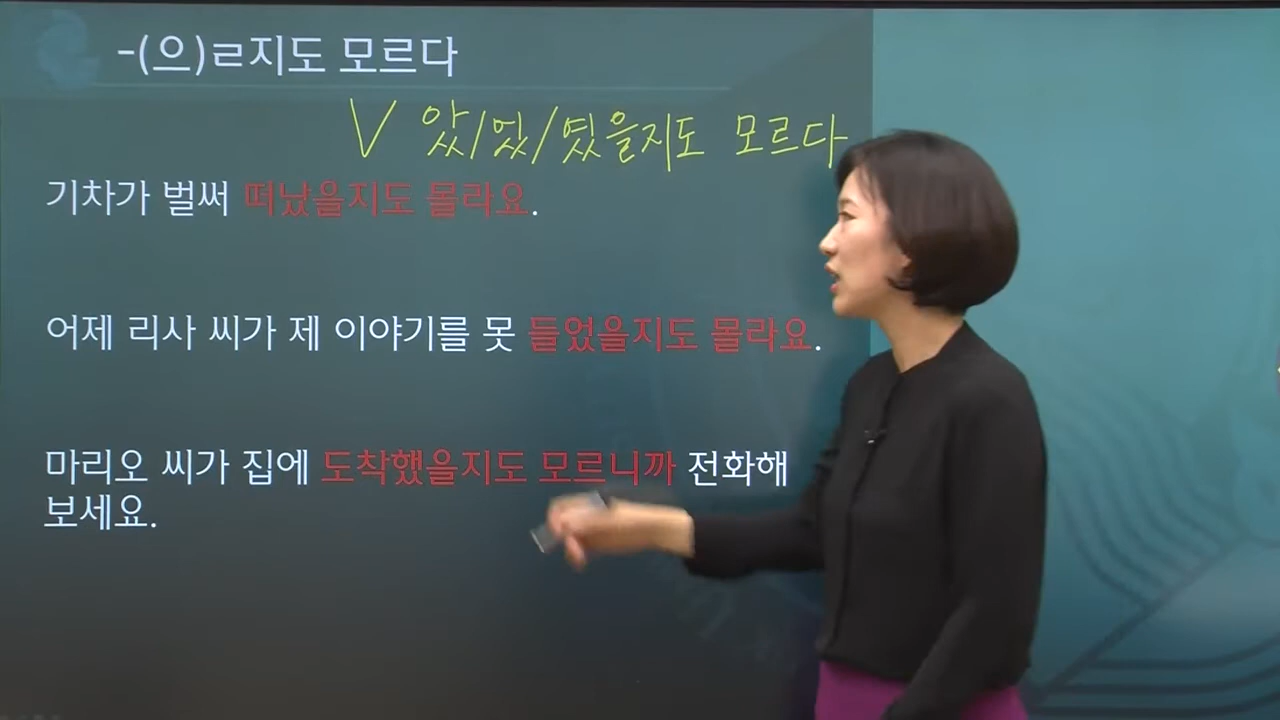 -(으)ㄹ지도 모르다
V 았/었/였을지도 모르다
기차가 벌써 떠났을지도 몰라요.
어제 리사 씨가 제 이야기를 못 들었을지도 몰라요.
마리오 씨가 집에 도착했을지도 모르니까 전화해
보세요.